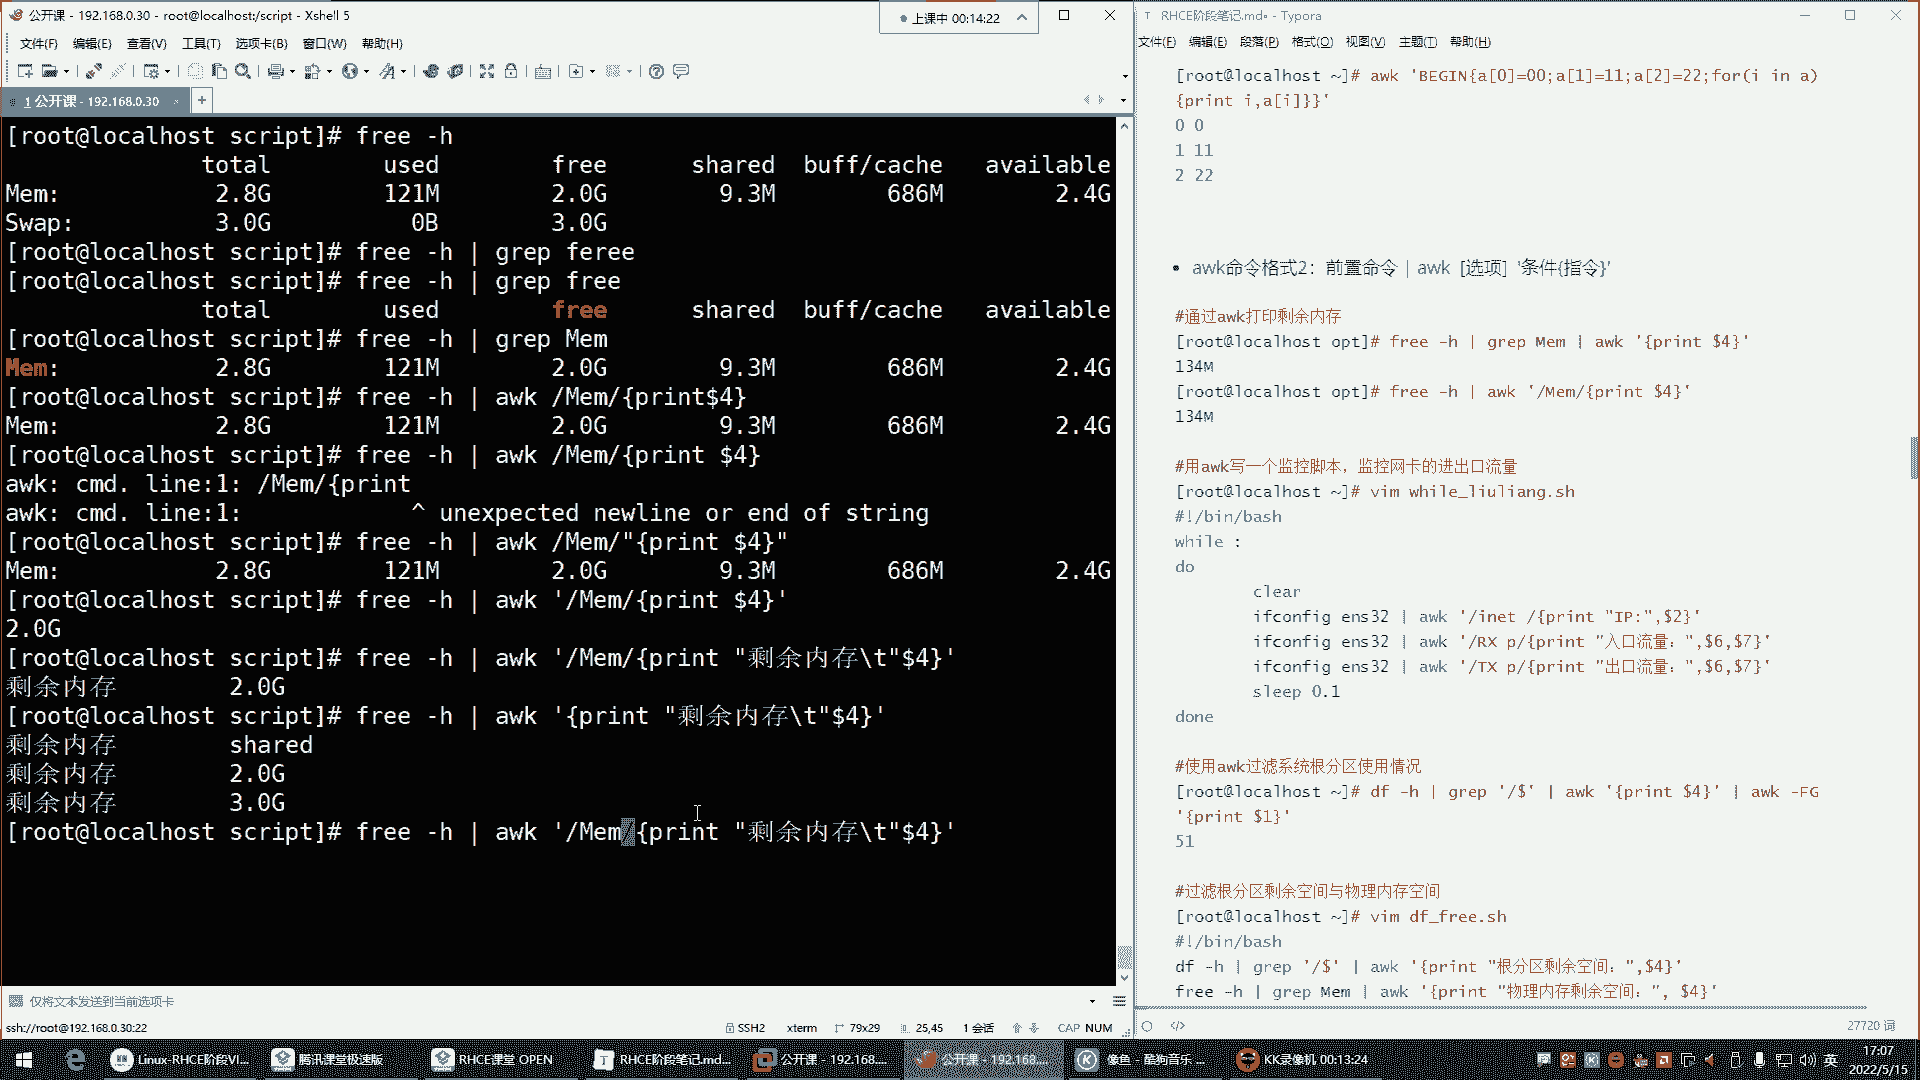 公开课 - 192.168.0.30 - root@localhost:/script - Xshell 5
上课中 00:14:22
文件(F) 编辑(E) 查看(V) 工具(T) 选项卡(B) 窗口(W) 帮助(H)
1 公开课 - 192.168.0.30
[root@localhost script]# free -h
total used free shared buff/cache available
Mem: 2.8G 121M 2.0G 9.3M 686M 2.4G
Swap: 3.0G 0B 3.0G
[root@localhost script]# free -h | grep feree
[root@localhost script]# free -h | grep free
total used free shared buff/cache available
[root@localhost script]# free -h | grep Mem
Mem: 2.8G 121M 2.0G 9.3M 686M 2.4G
[root@localhost script]# free -h | awk /Mem/{print$4}
Mem: 2.8G 121M 2.0G 9.3M 686M 2.4G
[root@localhost script]# free -h | awk /Mem/{print $4}
awk: cmd. line:1: /Mem/{print
awk: cmd. line:1:             ^ unexpected newline or end of string
[root@localhost script]# free -h | awk /Mem/"{print $4}"
Mem: 2.8G 121M 2.0G 9.3M 686M 2.4G
[root@localhost script]# free -h | awk '/Mem/{print $4}'
2.0G
[root@localhost script]# free -h | awk '/Mem/{print "剩余内存\t"$4}'
剩余内存 2.0G
[root@localhost script]# free -h | awk '{print "剩余内存\t"$4}'
剩余内存 shared
剩余内存 2.0G
剩余内存 3.0G
[root@localhost script]# free -h | awk '/Mem/{print "剩余内存\t"$4}'
仅将文本发送到当前选项卡
ssh://root@192.168.0.30:22 SSH2 xterm 79x29 25,45 1 会话 CAP NUM
RHCE阶段笔记.md• - Typora
文件(F) 编辑(E) 段落(P) 格式(O) 视图(V) 主题(T) 帮助(H)
[root@localhost ~]# awk 'BEGIN{a[0]=00;a[1]=11;a[2]=22;for(i in a)
{print i,a[i]}}'
0 0
1 11
2 22
awk命令格式2：前置命令 | awk [选项] '条件{指令}'
#通过awk打印剩余内存
[root@localhost opt]# free -h | grep Mem | awk '{print $4}'
134M
[root@localhost opt]# free -h | awk '/Mem/{print $4}'
134M
#用awk写一个监控脚本，监控网卡的进出口流量
[root@localhost ~]# vim while_liuliang.sh
#!/bin/bash
while :
do
clear
ifconfig ens32 | awk '/inet /{print "IP:",$2}'
ifconfig ens32 | awk '/RX p/{print "入口流量：",$6,$7}'
ifconfig ens32 | awk '/TX p/{print "出口流量：",$6,$7}'
sleep 0.1
done
#使用awk过滤系统根分区使用情况
[root@localhost ~]# df -h | grep '/$' | awk '{print $4}' | awk -FG
'{print $1}'
51
#过滤根分区剩余空间与物理内存空间
[root@localhost ~]# vim df_free.sh
#!/bin/bash
df -h | grep '/$' | awk '{print "根分区剩余空间：",$4}'
free -h | grep Mem | awk '{print "物理内存剩余空间：", $4}'
27720 词
Linux-RHCE阶段VI... 腾讯课堂极速版 RHCE课堂 OPEN RHCE阶段笔记.md... 公开课 - 192.168.... 公开课 - 192.168.... 像鱼 - 酷狗音乐 ... KK录像机 00:13:24 英
17:07
2022/5/15